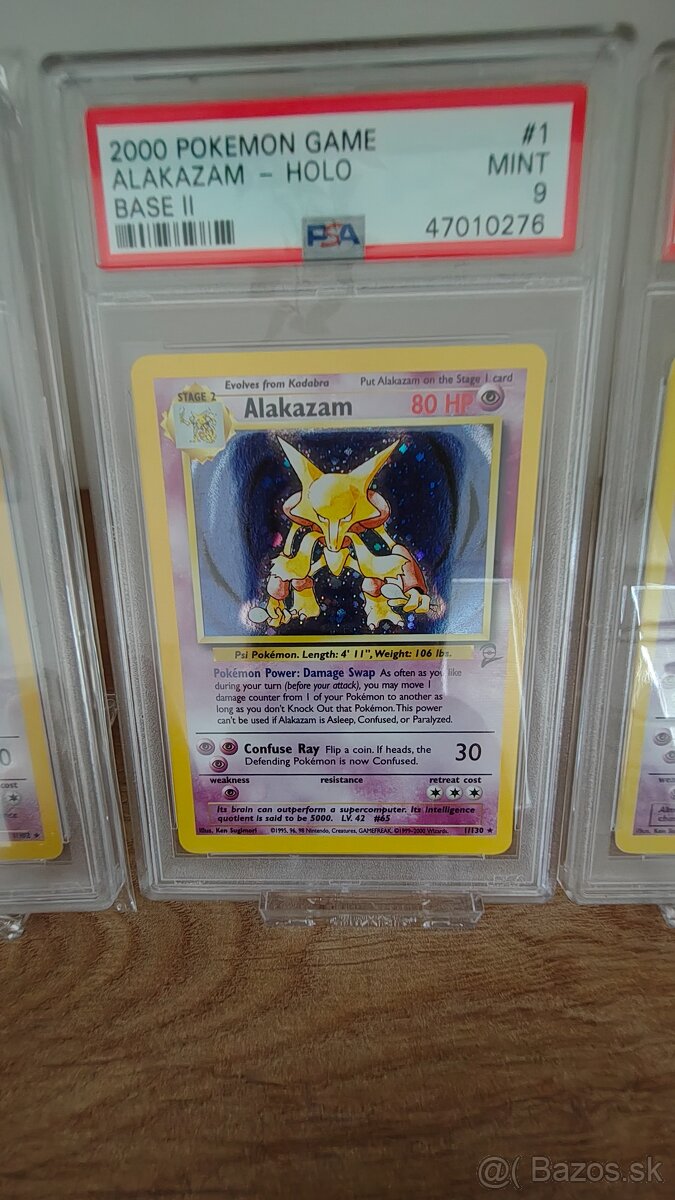 2000 POKEMON GAME #1
ALAKAZAM - HOLO MINT
BASE II 9
PSA 47010276
Evolves from Kadabra Put Alakazam on the Stage 1 card
STAGE 2
Alakazam 80 HP
Psi Pokémon. Length: 4' 11", Weight: 106 lbs.
Pokémon Power: Damage Swap As often as you like
during your turn (before your attack), you may move 1
damage counter from 1 of your Pokémon to another as
long as you don't Knock Out that Pokémon. This power
can't be used if Alakazam is Asleep, Confused, or Paralyzed.
Confuse Ray Flip a coin. If heads, the 30
Defending Pokémon is now Confused.
weakness resistance retreat cost
Its brain can outperform a supercomputer. Its intelligence
quotient is said to be 5000. LV. 42 #65
Illus. Ken Sugimori ©1995, 96, 98 Nintendo, Creatures, GAMEFREAK. ©1999-2000 Wizards. 1/130
@( Bazos.sk